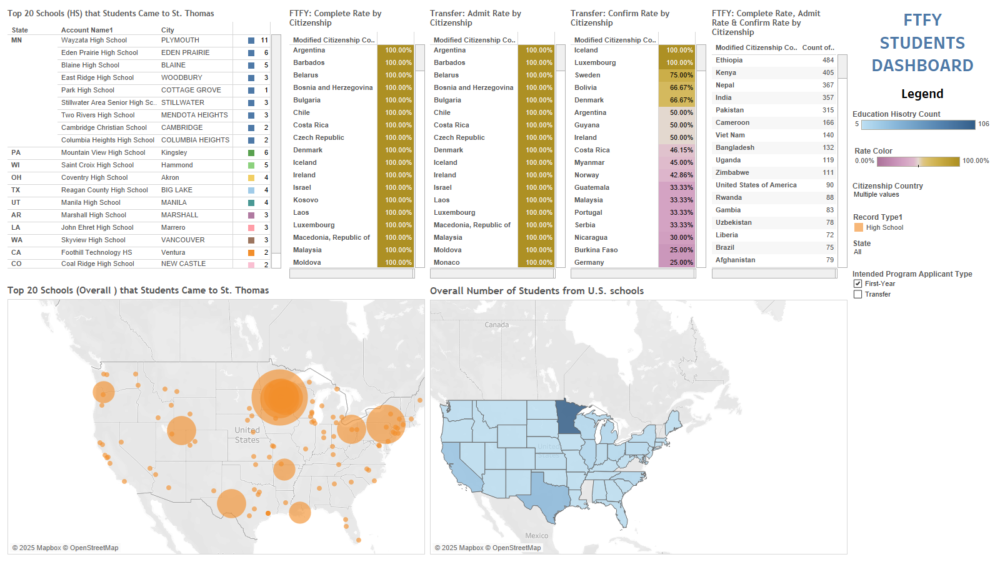 Top 20 Schools (HS) that Students Came to St. Thomas
State Account Name1 City
MN Wayzata High School PLYMOUTH 11
Eden Prairie High School EDEN PRAIRIE 6
Blaine High School BLAINE 5
East Ridge High School WOODBURY 3
Park High School COTTAGE GROVE 1
Stillwater Area Senior High Sc.. STILLWATER 3
Two Rivers High School MENDOTA HEIGHTS 3
Cambridge Christian School CAMBRIDGE 2
Columbia Heights High School COLUMBIA HEIGHTS 2
PA Mountain View High School Kingsley 6
WI Saint Croix High School Hammond 5
OH Coventry High School Akron 4
TX Reagan County High School BIG LAKE 4
UT Manila High School MANILA 4
AR Marshall High School MARSHALL 3
LA John Ehret High School Marrero 3
WA Skyview High School VANCOUVER 3
CA Foothill Technology HS Ventura 2
CO Coal Ridge High School NEW CASTLE 2
FTFY: Complete Rate by
Citizenship
Modified Citizenship Co..
Argentina 100.00%
Barbados 100.00%
Belarus 100.00%
Bosnia and Herzegovina 100.00%
Bulgaria 100.00%
Chile 100.00%
Costa Rica 100.00%
Czech Republic 100.00%
Denmark 100.00%
Iceland 100.00%
Ireland 100.00%
Israel 100.00%
Kosovo 100.00%
Laos 100.00%
Luxembourg 100.00%
Macedonia, Republic of 100.00%
Malaysia 100.00%
Moldova 100.00%
Transfer: Admit Rate by
Citizenship
Modified Citizenship Co..
Argentina 100.00%
Barbados 100.00%
Belarus 100.00%
Bosnia and Herzegovina 100.00%
Bulgaria 100.00%
Chile 100.00%
Costa Rica 100.00%
Czech Republic 100.00%
Denmark 100.00%
Iceland 100.00%
Ireland 100.00%
Israel 100.00%
Laos 100.00%
Luxembourg 100.00%
Macedonia, Republic of 100.00%
Malaysia 100.00%
Moldova 100.00%
Monaco 100.00%
Transfer: Confirm Rate by
Citizenship
Modified Citizenship Co..
Iceland 100.00%
Luxembourg 100.00%
Sweden 75.00%
Bolivia 66.67%
Denmark 66.67%
Argentina 50.00%
Guyana 50.00%
Ireland 50.00%
Costa Rica 46.15%
Myanmar 45.00%
Norway 42.86%
Guatemala 33.33%
Malaysia 33.33%
Portugal 33.33%
Serbia 33.33%
Nicaragua 30.00%
Burkina Faso 25.00%
Germany 25.00%
FTFY: Complete Rate, Admit
Rate & Confirm Rate by
Citizenship
Modified Citizenship Co.. Count of..
Ethiopia 484
Kenya 405
Nepal 367
India 357
Pakistan 315
Cameroon 166
Viet Nam 140
Bangladesh 132
Uganda 119
Zimbabwe 111
United States of America 90
Rwanda 88
Gambia 83
Uzbekistan 78
Liberia 72
Brazil 75
Afghanistan 79
FTFY
STUDENTS
DASHBOARD
Legend
Education Hisotry Count
5 106
Rate Color
0.00% 100.00%
Citizenship Country
Multiple values
Record Type1
High School
State
All
Intended Program Applicant Type
First-Year
Transfer
Top 20 Schools (Overall ) that Students Came to St. Thomas
United
States
© 2025 Mapbox © OpenStreetMap
Overall Number of Students from U.S. schools
Canada
United
States
Mexico
© 2025 Mapbox © OpenStreetMap